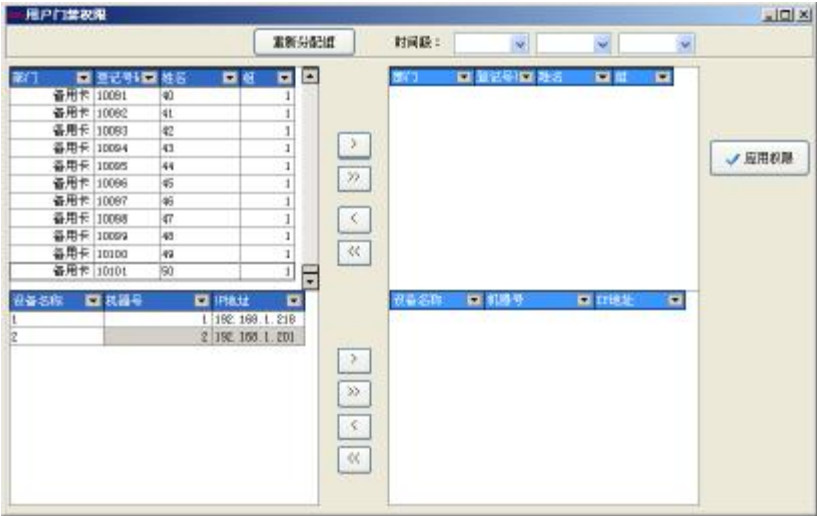 用户门禁权限
重新分配组 时间段：
部门 登记号码 姓名 组
备用卡 10091 40 1
备用卡 10092 41 1
备用卡 10093 42 1
备用卡 10094 43 1
备用卡 10095 44 1
备用卡 10096 45 1
备用卡 10097 46 1
备用卡 10098 47 1
备用卡 10099 48 1
备用卡 10100 49 1
备用卡 10101 50 1
部门 登记号 姓名 组
>
>>
<
<<
应用权限
设备名称 机器号 IP地址
1 1 192.168.1.218
2 2 192.168.1.201
设备名称 机器号 IP地址
>
>>
<
<<